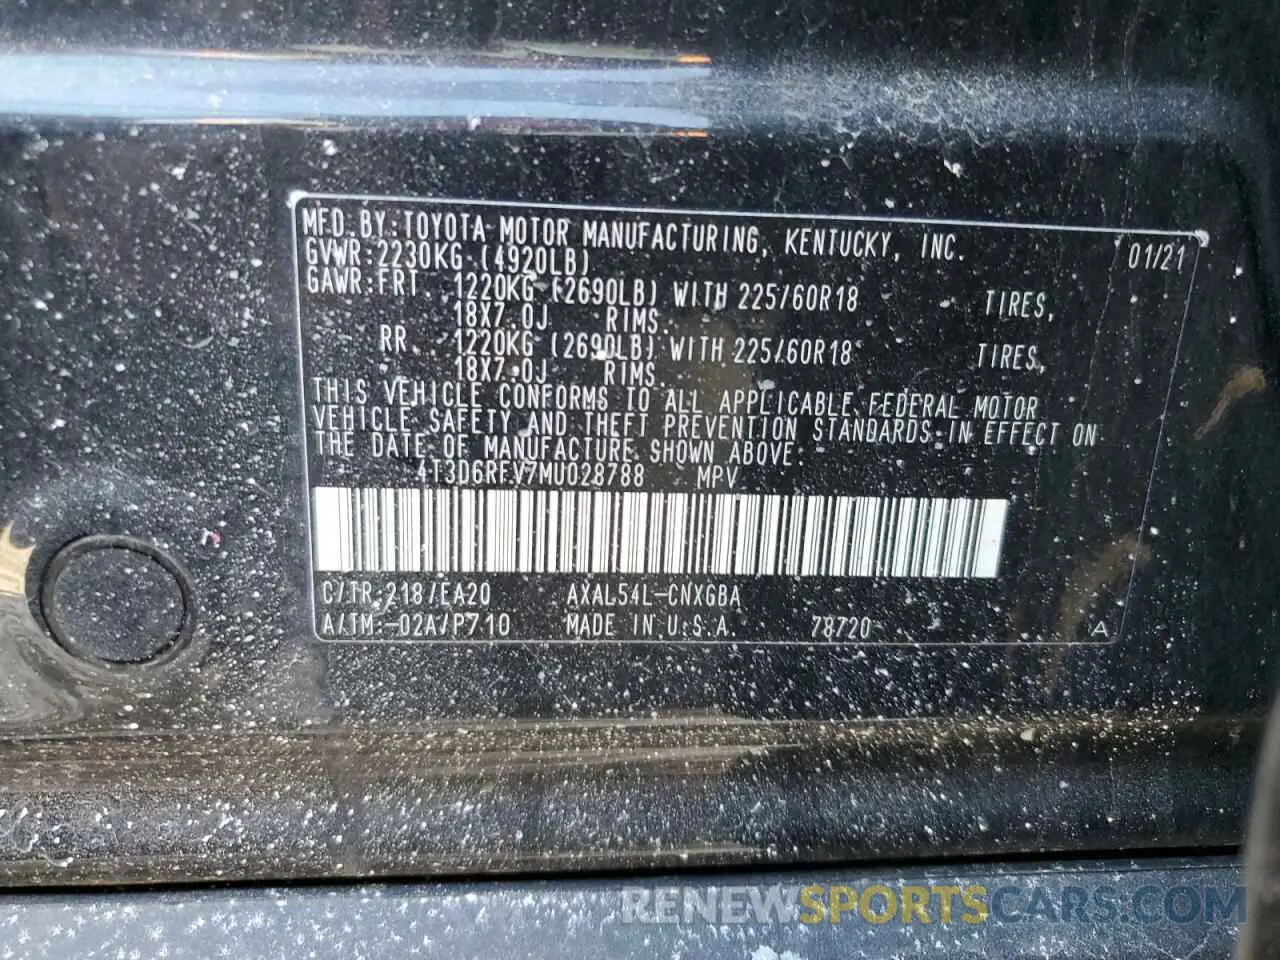 MFD. BY: TOYOTA MOTOR MANUFACTURING, KENTUCKY, INC. 01/21
GVWR: 2230KG (4920LB)
GAWR: FRT. 1220KG (2690LB) WITH 225/60R18 TIRES,
18X7.0J RIMS.
RR. 1220KG (2690LB) WITH 225/60R18 TIRES,
18X7.0J RIMS.
THIS VEHICLE CONFORMS TO ALL APPLICABLE FEDERAL MOTOR
VEHICLE SAFETY AND THEFT PREVENTION STANDARDS IN EFFECT ON
THE DATE OF MANUFACTURE SHOWN ABOVE.
4T3D6RFV7MU028788 MPV
C/TR: 218/EA20 AXAL54L-CNXGBA
A/TM: -02A/P710 MADE IN U.S.A. 78720 A
RENEWSPORTSCARS.COM